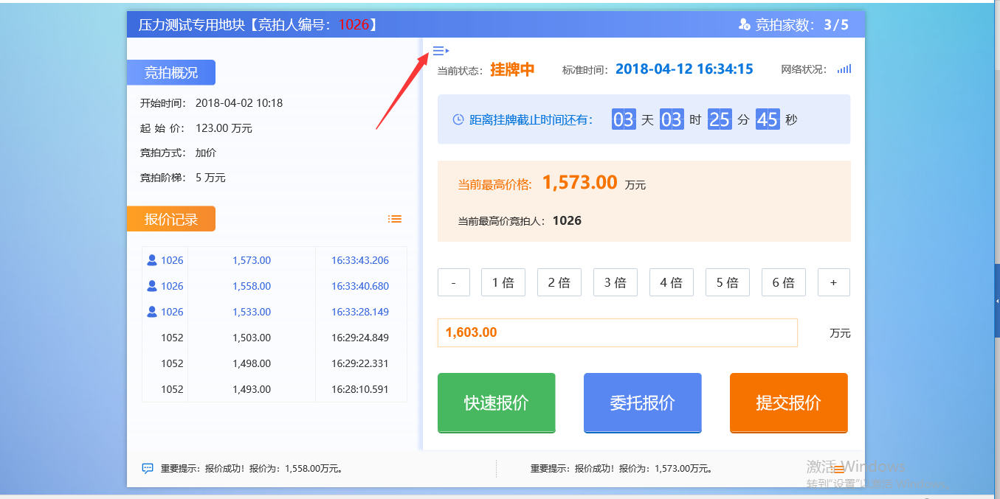 压力测试专用地块【竞拍人编号：1026】 竞拍家数：3/5
竞拍概况
开始时间： 2018-04-02 10:18
起 始 价： 123.00 万元
竞拍方式： 加价
竞拍阶梯： 5 万元
报价记录
1026 1,573.00 16:33:43.206
1026 1,558.00 16:33:40.680
1026 1,533.00 16:33:28.149
1052 1,503.00 16:29:24.849
1052 1,498.00 16:29:22.331
1052 1,493.00 16:28:10.591
当前状态：挂牌中 标准时间：2018-04-12 16:34:15 网络状况：
距离挂牌截止时间还有： 03 天 03 时 25 分 45 秒
当前最高价格: 1,573.00 万元
当前最高价竞拍人：1026
- 1 倍 2 倍 3 倍 4 倍 5 倍 6 倍 +
1,603.00 万元
快速报价 委托报价 提交报价
重要提示：报价成功！报价为：1,558.00万元。 重要提示：报价成功！报价为：1,573.00万元。
激活 Windows
转到"设置"以激活 Windows。